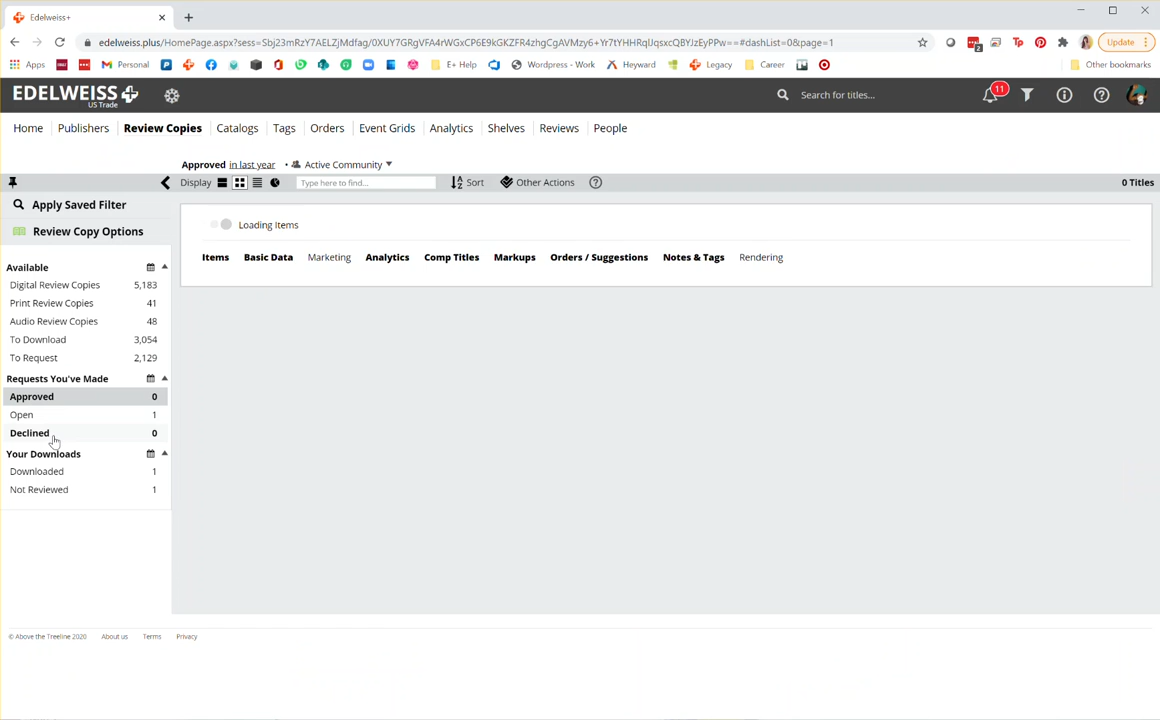 Edelweiss+
edelweiss.plus/HomePage.aspx?sess=Sbj23mRzY7AELZjMdfag/0XUY7GRgVFA4rWGxCP6E9kGKZFR4zhgCgAVMzy6+Yr7tYHHRqUqsxcQBYJzEyPPw==#dashList=0&page=1
Update
Apps Personal E+ Help Wordpress - Work Heyward Legacy Career Other bookmarks
EDELWEISS
US Trade
Search for titles...
11
Home Publishers Review Copies Catalogs Tags Orders Event Grids Analytics Shelves Reviews People
Approved in last year • Active Community
Display Type here to find... Sort Other Actions 0 Titles
Apply Saved Filter
Review Copy Options
Loading Items
Items Basic Data Marketing Analytics Comp Titles Markups Orders / Suggestions Notes & Tags Rendering
Available
Digital Review Copies 5,183
Print Review Copies 41
Audio Review Copies 48
To Download 3,054
To Request 2,129
Requests You've Made
Approved 0
Open 1
Declined 0
Your Downloads
Downloaded 1
Not Reviewed 1
© Above the Treeline 2020 About us Terms Privacy